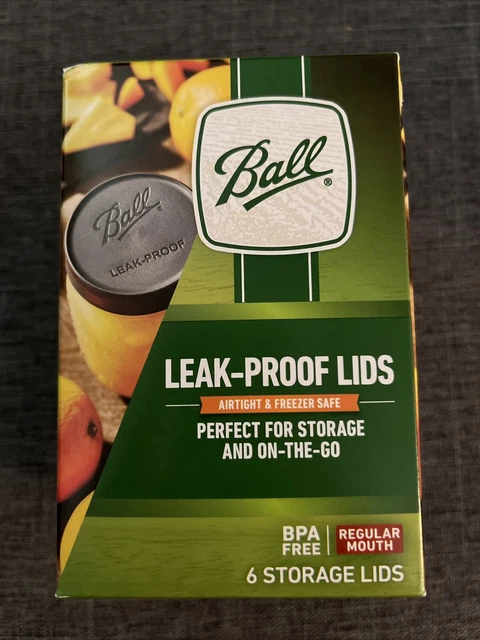 Ball®
Ball
LEAK-PROOF
LEAK-PROOF LIDS
AIRTIGHT & FREEZER SAFE
PERFECT FOR STORAGE
AND ON-THE-GO
BPA
FREE
REGULAR
MOUTH
6 STORAGE LIDS